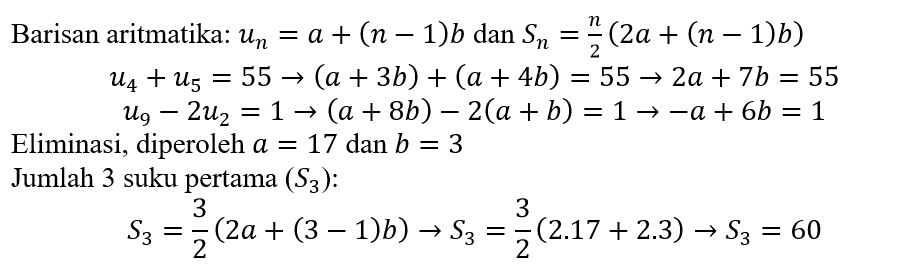 Barisan aritmatika: uₙ = a + (n − 1)b dan Sₙ = n/2 (2a + (n − 1)b)
u₄ + u₅ = 55 → (a + 3b) + (a + 4b) = 55 → 2a + 7b = 55
u₉ − 2u₂ = 1 → (a + 8b) − 2(a + b) = 1 → −a + 6b = 1
Eliminasi, diperoleh a = 17 dan b = 3
Jumlah 3 suku pertama (S₃):
S₃ = 3/2 (2a + (3 − 1)b) → S₃ = 3/2 (2.17 + 2.3) → S₃ = 60